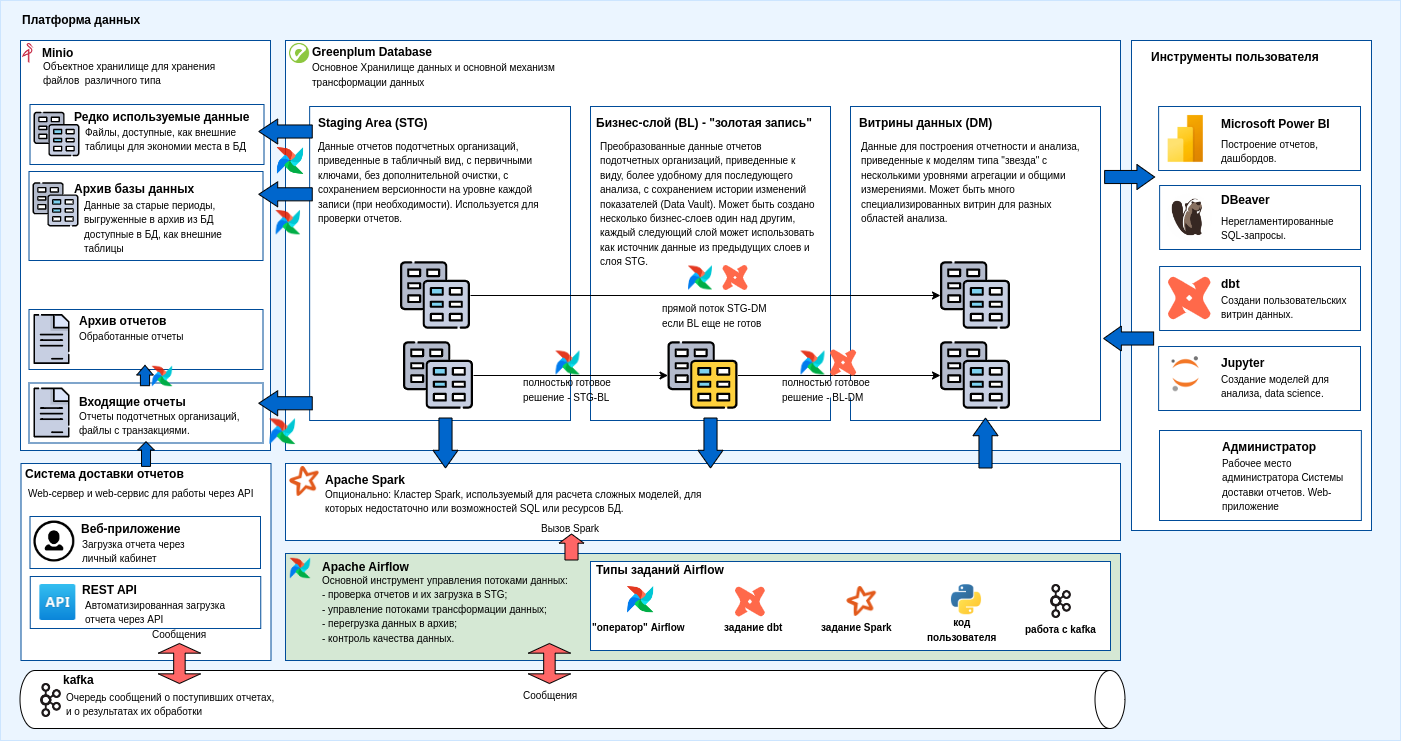 Платформа данных
Minio
Объектное хранилище для хранения
файлов различного типа
Редко используемые данные
Файлы, доступные, как внешние
таблицы для экономии места в БД
Архив базы данных
Данные за старые периоды,
выгруженные в архив из БД
доступные в БД, как внешние
таблицы
Архив отчетов
Обработанные отчеты
Входящие отчеты
Отчеты подотчетных организаций,
файлы с транзакциями.
Система доставки отчетов
Web-сервер и web-сервис для работы через API
Веб-приложение
Загрузка отчета через
личный кабинет
REST API
API
Автоматизированная загрузка
отчета через API
Сообщения
Greenplum Database
Основное Хранилище данных и основной механизм
трансформации данных
Staging Area (STG)
Данные отчетов подотчетных организаций,
приведенные в табличный вид, с первичными
ключами, без дополнительной очистки, с
сохранением версионности на уровне каждой
записи (при необходимости). Используется для
проверки отчетов.
Бизнес-слой (BL) - "золотая запись"
Преобразованные данные отчетов
подотчетных организаций, приведенные к
виду, более удобному для последующего
анализа, с сохранением истории изменений
показателей (Data Vault). Может быть создано
несколько бизнес-слоев один над другим,
каждый следующий слой может использовать
как источник данные из предыдущих слоев и
слоя STG.
Витрины данных (DM)
Данные для построения отчетности и анализа,
приведенные к моделям типа "звезда" с
несколькими уровнями агрегации и общими
измерениями. Может быть много
специализированных витрин для разных
областей анализа.
прямой поток STG-DM
если BL еще не готов
полностью готовое
решение - STG-BL
полностью готовое
решение - BL-DM
Apache Spark
Опционально: Кластер Spark, используемый для расчета сложных моделей, для
которых недостаточно или возможностей SQL или ресурсов БД.
Вызов Spark
Apache Airflow
Основной инструмент управления потоками данных:
- проверка отчетов и их загрузка в STG;
- управление потоками трансформации данных;
- перегрузка данных в архив;
- контроль качества данных.
Типы заданий Airflow
"оператор" Airflow
задание dbt
задание Spark
код
пользователя
работа с kafka
Сообщения
kafka
Очередь сообщений о поступивших отчетах,
и о результатах их обработки
Инструменты пользователя
Microsoft Power BI
Построение отчетов,
дашбордов.
DBeaver
Нерегламентированные
SQL-запросы.
dbt
Создани пользовательских
витрин данных.
Jupyter
Создание моделей для
анализа, data science.
Администратор
Рабочее место
администратора Системы
доставки отчетов. Web-
приложение